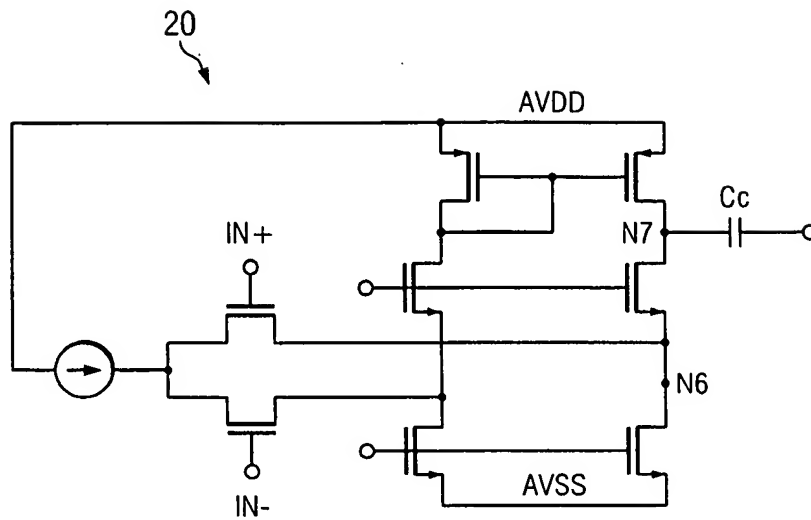 20
AVDD
Cc
N7
IN+
N6
AVSS
IN-